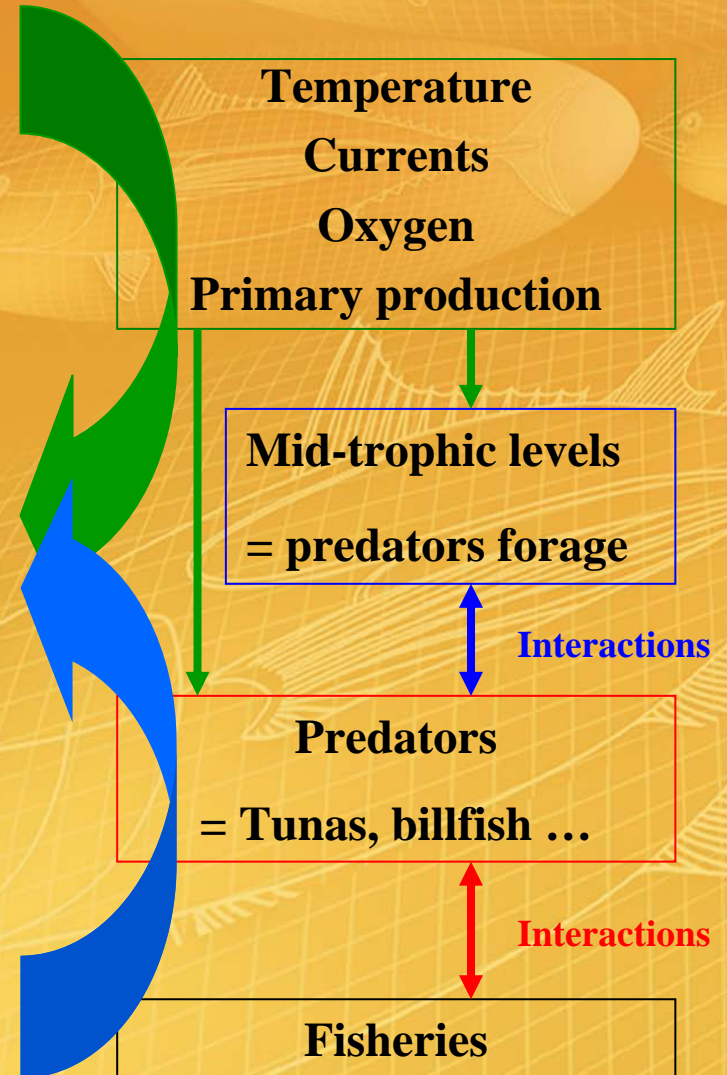 Temperature
Currents
Oxygen
Primary production
Mid-trophic levels
= predators forage
Interactions
Predators
= Tunas, billfish …
Interactions
Fisheries